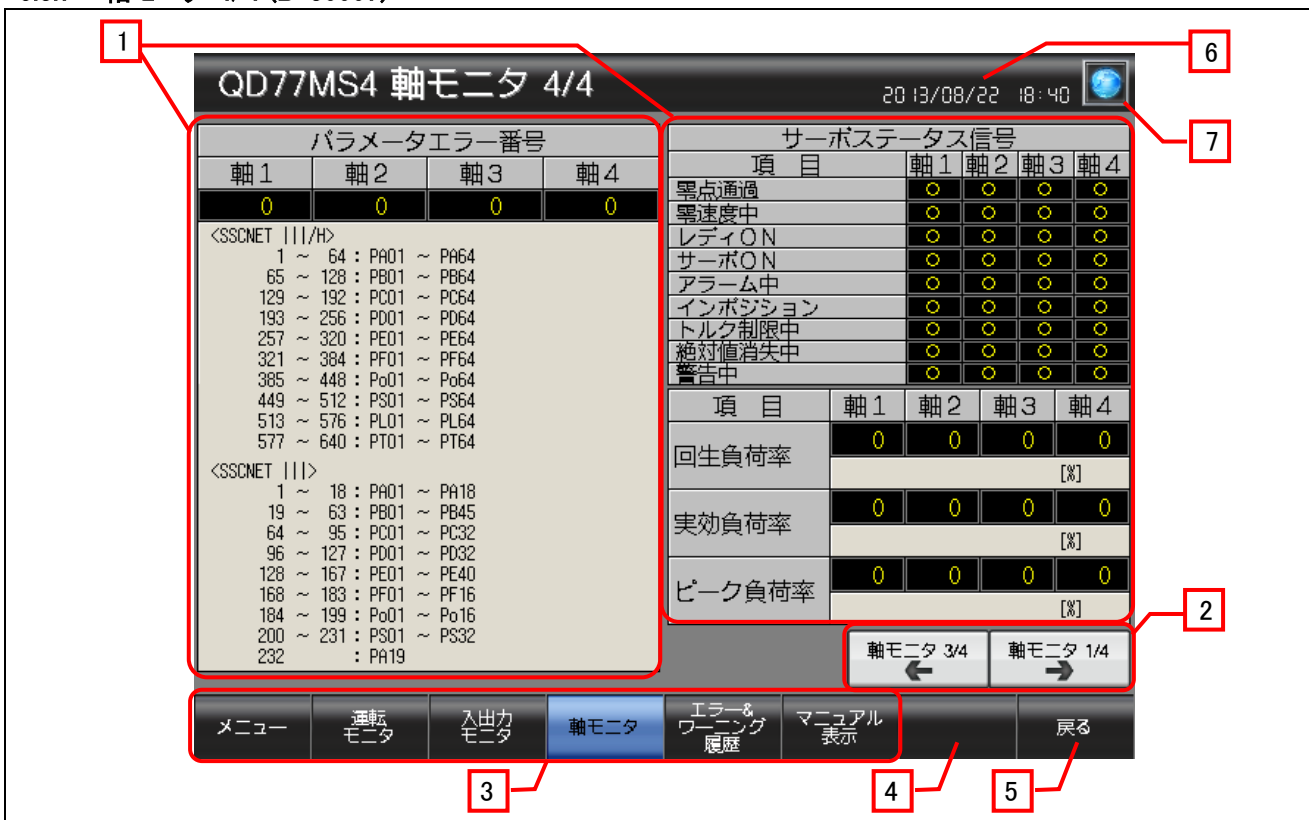 1
6
QD77MS4 軸モニタ 4/4
2013/08/22 18:40
7
パラメータエラー番号
軸1 軸2 軸3 軸4
0 0 0 0
<SSCNET |||/H>
1 ~ 64 : PA01 ~ PA64
65 ~ 128 : PB01 ~ PB64
129 ~ 192 : PC01 ~ PC64
193 ~ 256 : PD01 ~ PD64
257 ~ 320 : PE01 ~ PE64
321 ~ 384 : PF01 ~ PF64
385 ~ 448 : Po01 ~ Po64
449 ~ 512 : PS01 ~ PS64
513 ~ 576 : PL01 ~ PL64
577 ~ 640 : PT01 ~ PT64
<SSCNET |||>
1 ~ 18 : PA01 ~ PA18
19 ~ 63 : PB01 ~ PB45
64 ~ 95 : PC01 ~ PC32
96 ~ 127 : PD01 ~ PD32
128 ~ 167 : PE01 ~ PE40
168 ~ 183 : PF01 ~ PF16
184 ~ 199 : Po01 ~ Po16
200 ~ 231 : PS01 ~ PS32
232 : PA19
サーボステータス信号
項 目 軸1 軸2 軸3 軸4
零点通過 ○ ○ ○ ○
零速度中 ○ ○ ○ ○
レディON ○ ○ ○ ○
サーボON ○ ○ ○ ○
アラーム中 ○ ○ ○ ○
インポジション ○ ○ ○ ○
トルク制限中 ○ ○ ○ ○
絶対値消失中 ○ ○ ○ ○
警告中 ○ ○ ○ ○
項 目 軸1 軸2 軸3 軸4
回生負荷率 0 0 0 0
[%]
実効負荷率 0 0 0 0
[%]
ピーク負荷率 0 0 0 0
[%]
2
軸モニタ 3/4
軸モニタ 1/4
メニュー
運転
モニタ
入出力
モニタ
軸モニタ
エラー&
ワーニング
履歴
マニュアル
表示
戻る
3
4
5